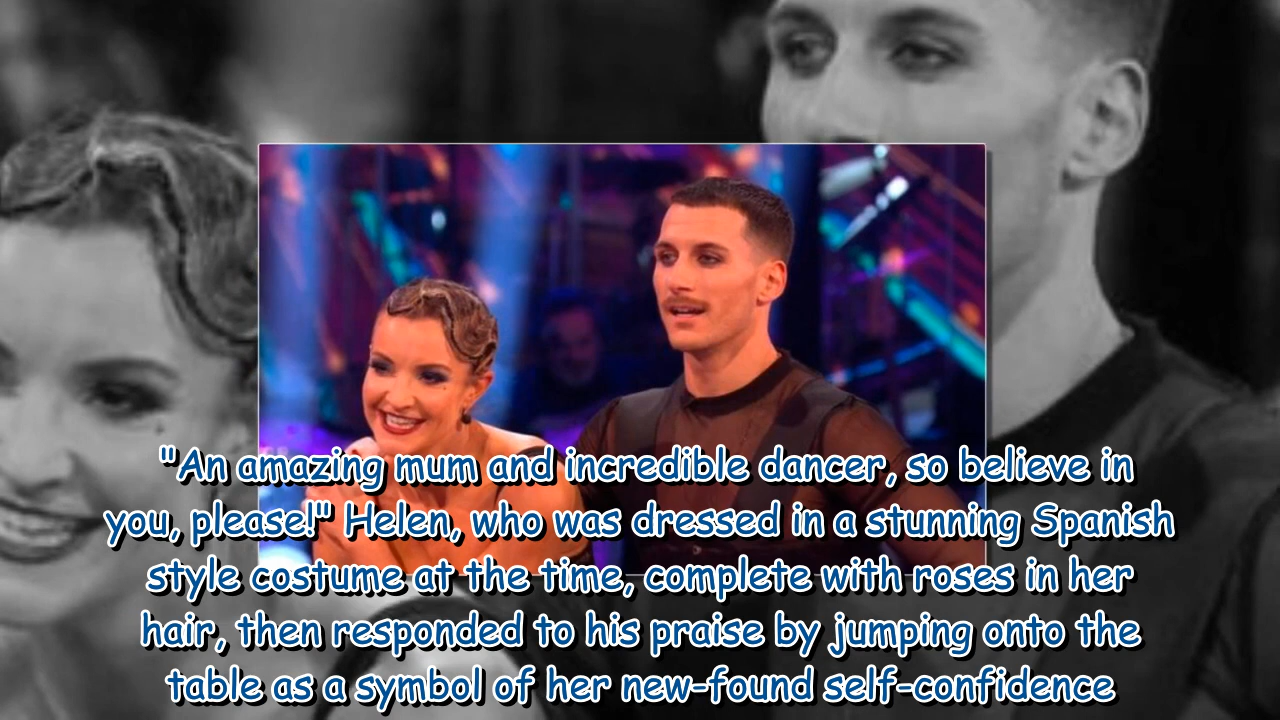 "An amazing mum and incredible dancer, so believe in
you, please!" Helen, who was dressed in a stunning Spanish
style costume at the time, complete with roses in her
hair, then responded to his praise by jumping onto the
table as a symbol of her new-found self-confidence